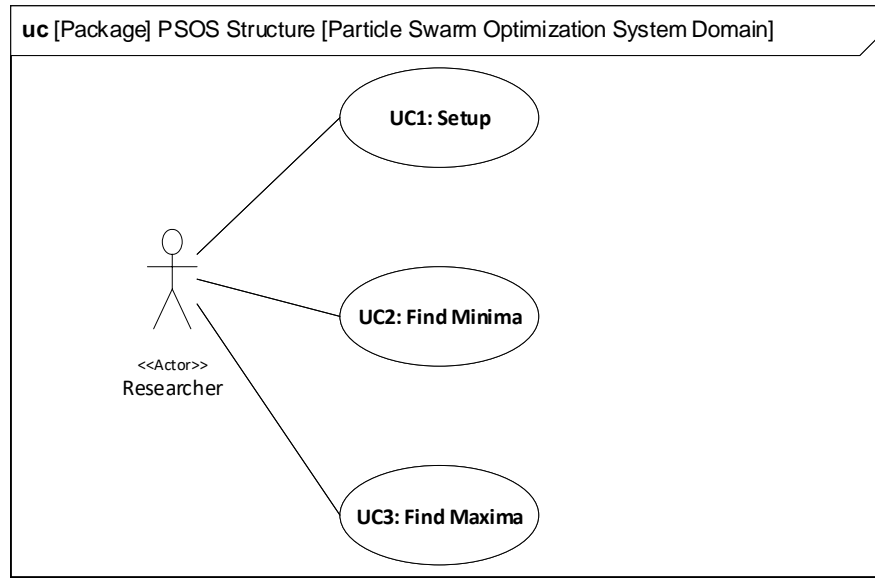 uc [Package] PSOS Structure [Particle Swarm Optimization System Domain]
UC1: Setup
UC2: Find Minima
<<Actor>>
Researcher
UC3: Find Maxima